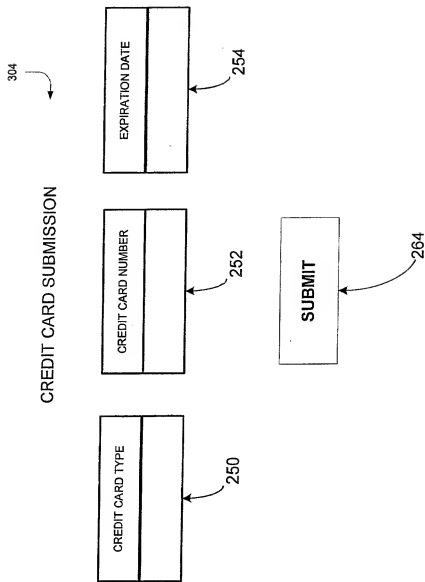 304
CREDIT CARD SUBMISSION
CREDIT CARD TYPE
250
CREDIT CARD NUMBER
252
EXPIRATION DATE
254
SUBMIT
264